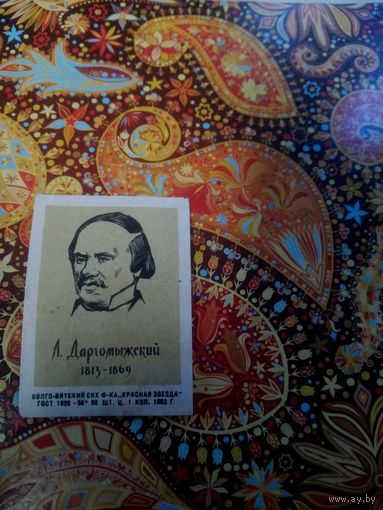 А. Даргомыжский
1813-1869
ВОЛГО-ВЯТСКИЙ СНХ Ф-КА „КРАСНАЯ ЗВЕЗДА"
ГОСТ 1820-56* 50 ШТ. Ц. 1 КОП. 1963 Г.
www.ay.by